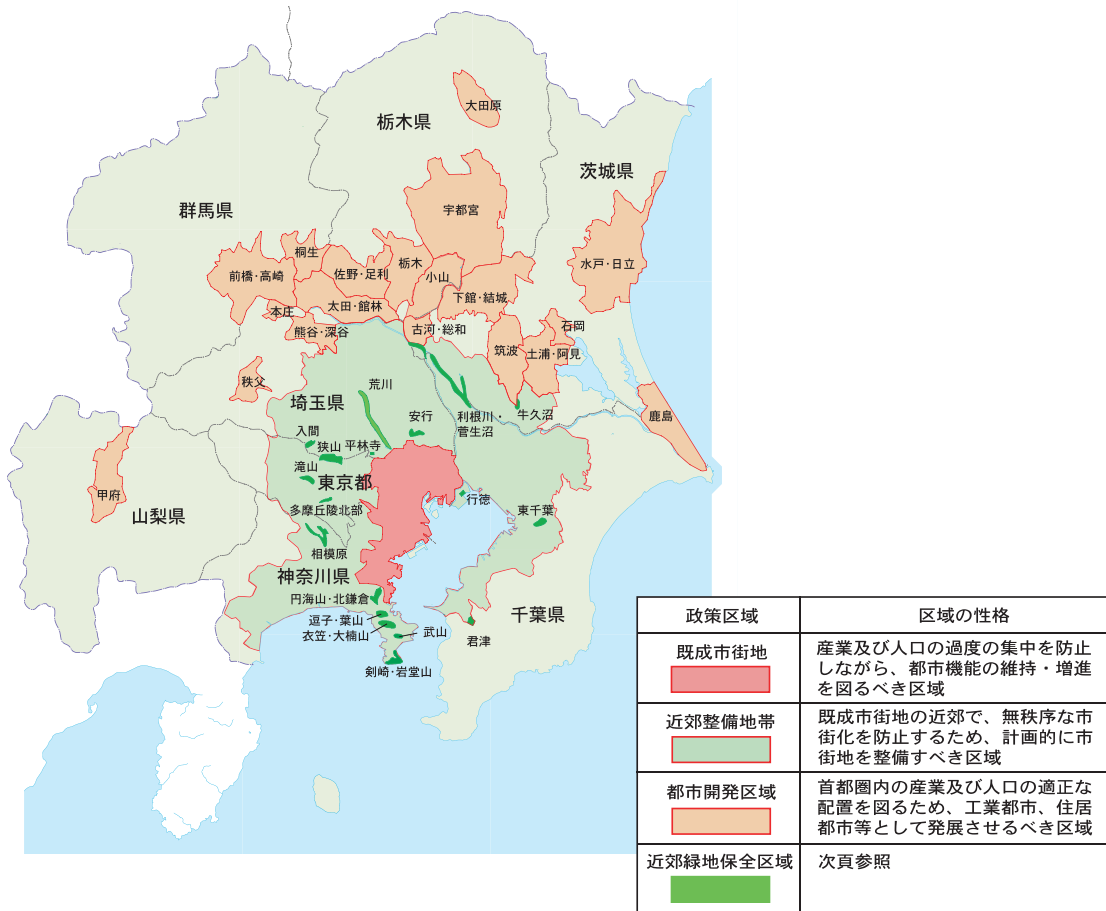 大田原
栃木県
茨城県
群馬県
宇都宮
桐生
栃木
水戸・日立
前橋・高崎
佐野・足利
小山
下館・結城
太田・館林
本庄
石岡
熊谷・深谷
古河・総和
筑波
土浦・阿見
秩父
荒川
埼玉県
安行
利根川・
菅生沼
牛久沼
鹿島
入間
狭山
平林寺
滝山
東京都
甲府
行徳
山梨県
多摩丘陵北部
東千葉
相模原
神奈川県
円海山・北鎌倉
千葉県
逗子・葉山
衣笠・大楠山
武山
君津
剣崎・岩堂山
政策区域
区域の性格
既成市街地
産業及び人口の過度の集中を防止
しながら、都市機能の維持・増進
を図るべき区域
近郊整備地帯
既成市街地の近郊で、無秩序な市
街化を防止するため、計画的に市
街地を整備すべき区域
都市開発区域
首都圏内の産業及び人口の適正な
配置を図るため、工業都市、住居
都市等として発展させるべき区域
近郊緑地保全区域
次頁参照